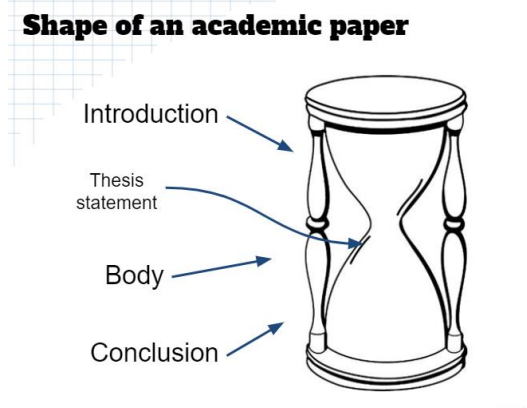 Shape of an academic paper
Introduction
Thesis
statement
Body
Conclusion